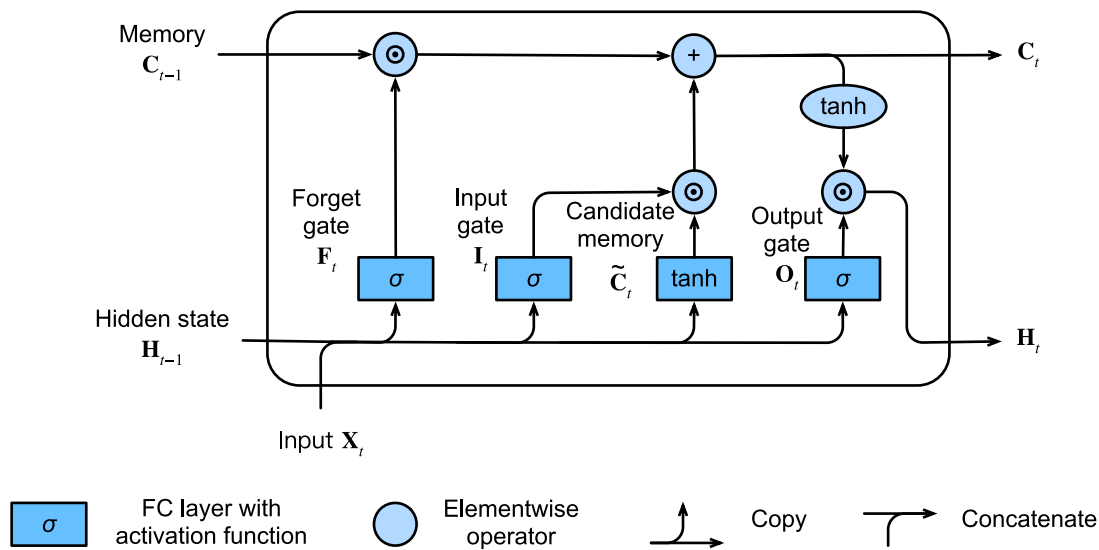 Memory
C_{t−1}
+
C_t
tanh
Forget
gate
F_t
Input
gate
I_t
Candidate
memory
C̃_t
Output
gate
O_t
σ
σ
tanh
σ
Hidden state
H_{t−1}
H_t
Input X_t
σ
FC layer with
activation function
Elementwise
operator
Copy
Concatenate